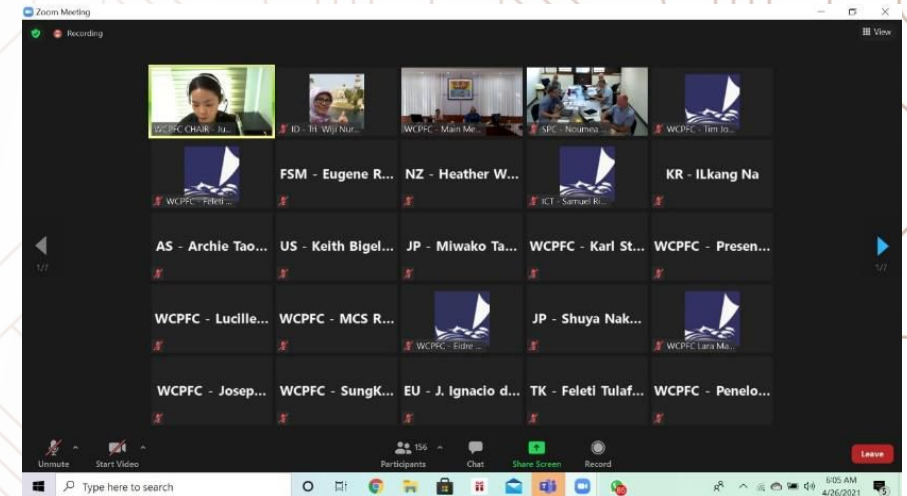 Zoom Meeting
Recording
View
WCPFC CHAIR - Ju...
ID - Tri Wiji Nur...
WCPFC - Main Me...
SPC - Noumea ...
WCPFC - Tim Jo...
WCPFC - Feleti ...
FSM - Eugene R...
NZ - Heather W...
ICT - Samuel Ri...
KR - ILkang Na
AS - Archie Tao...
US - Keith Bigel...
JP - Miwako Ta...
WCPFC - Karl St...
WCPFC - Presen...
1/7
1/7
WCPFC - Lucille...
WCPFC - MCS R...
WCPFC - Eidre ...
JP - Shuya Nak...
WCPFC Lara Ma...
WCPFC - Josep...
WCPFC - SungK...
EU - J. Ignacio d...
TK - Feleti Tulaf...
WCPFC - Penelo...
Unmute
Start Video
Participants
156
Chat
Share Screen
Record
Leave
Type here to search
6:05 AM
4/26/2021
5